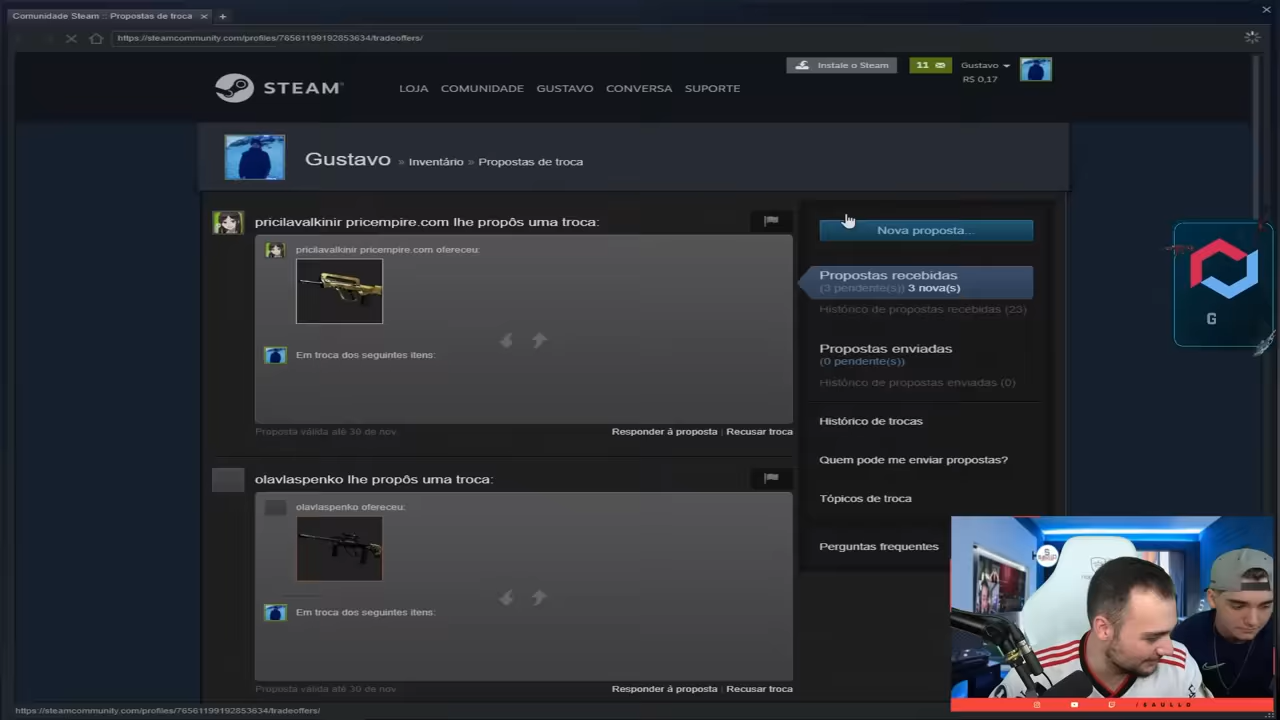 Comunidade Steam :: Propostas de troca
https://steamcommunity.com/profiles/76561199192853634/tradeoffers/
Instale o Steam
11
Gustavo
R$ 0,17
STEAM
LOJA COMUNIDADE GUSTAVO CONVERSA SUPORTE
Gustavo » Inventário » Propostas de troca
pricilavalkinir pricempire.com lhe propôs uma troca:
pricilavalkinir pricempire.com ofereceu:
Em troca dos seguintes itens:
Proposta válida até 30 de nov.
Responder à proposta | Recusar troca
olavlaspenko lhe propôs uma troca:
olavlaspenko ofereceu:
Em troca dos seguintes itens:
Proposta válida até 30 de nov.
Responder à proposta | Recusar troca
Nova proposta...
Propostas recebidas
(3 pendente(s)) 3 nova(s)
Histórico de propostas recebidas (23)
Propostas enviadas
(0 pendente(s))
Histórico de propostas enviadas (0)
Histórico de trocas
Quem pode me enviar propostas?
Tópicos de troca
Perguntas frequentes
G
/SAULLO
https://steamcommunity.com/profiles/76561199192853634/tradeoffers/